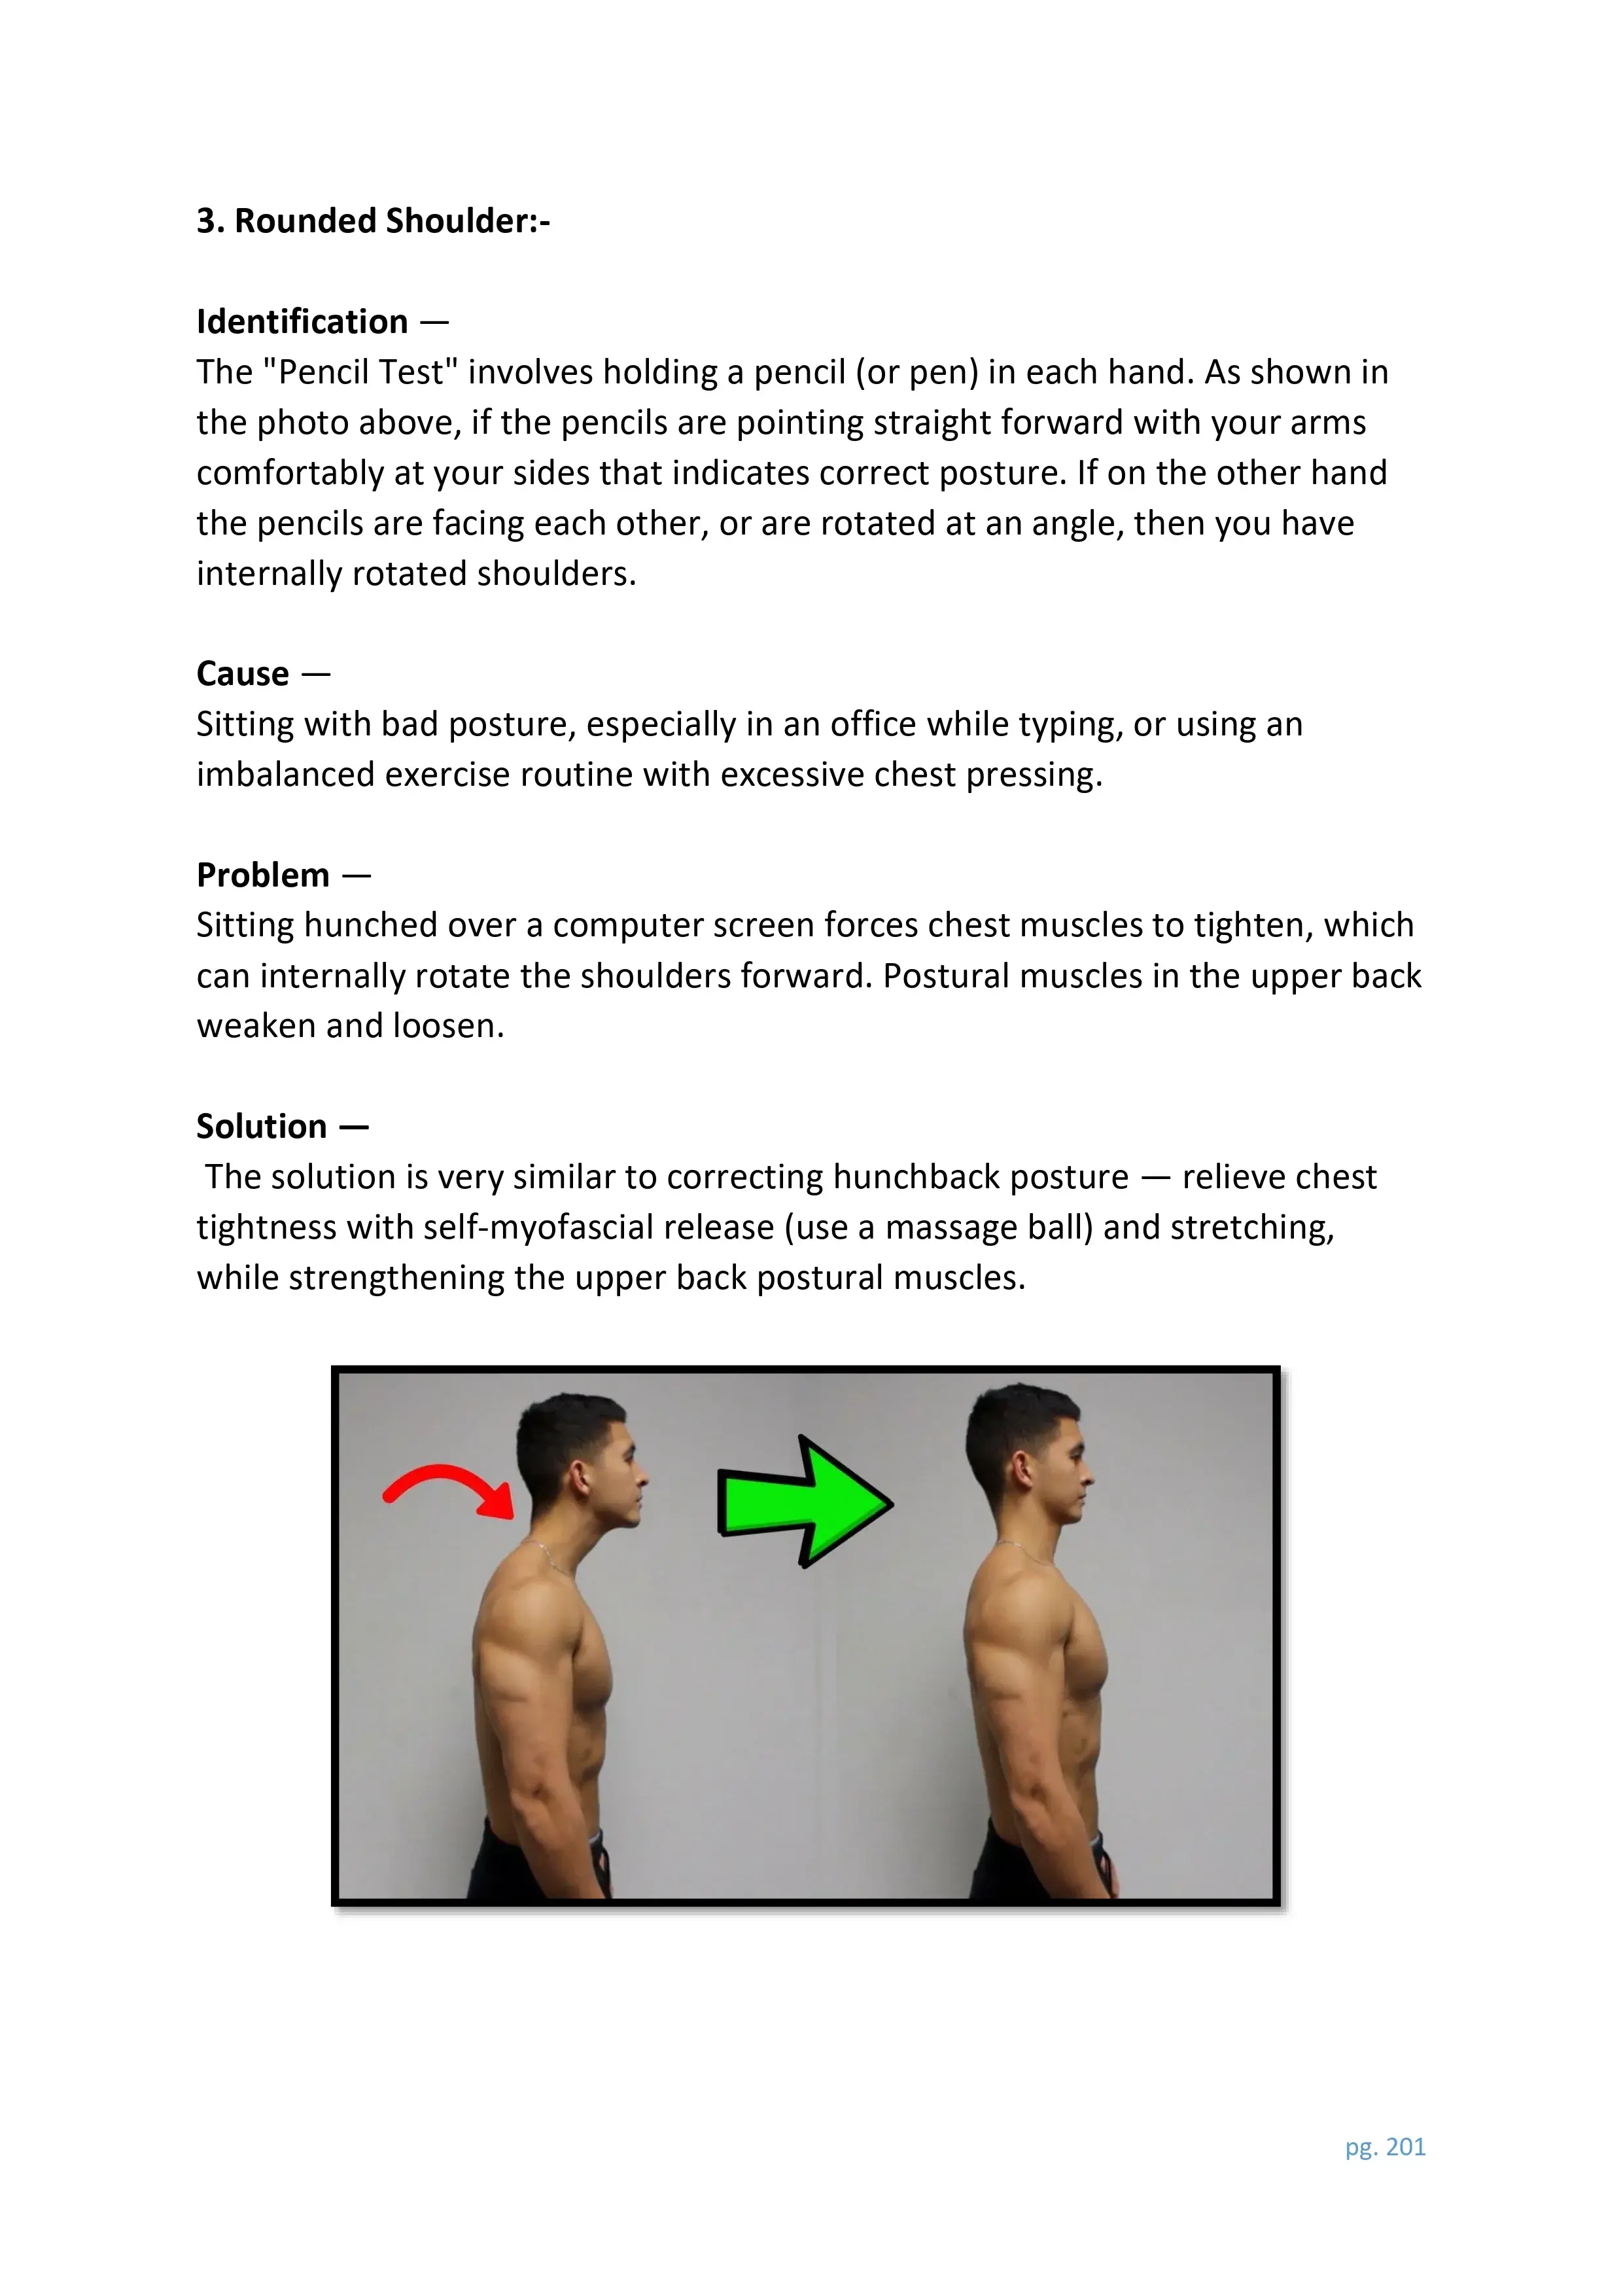 3. Rounded Shoulder:-
Identification —
The "Pencil Test" involves holding a pencil (or pen) in each hand. As shown in
the photo above, if the pencils are pointing straight forward with your arms
comfortably at your sides that indicates correct posture. If on the other hand
the pencils are facing each other, or are rotated at an angle, then you have
internally rotated shoulders.
Cause —
Sitting with bad posture, especially in an office while typing, or using an
imbalanced exercise routine with excessive chest pressing.
Problem —
Sitting hunched over a computer screen forces chest muscles to tighten, which
can internally rotate the shoulders forward. Postural muscles in the upper back
weaken and loosen.
Solution —
The solution is very similar to correcting hunchback posture — relieve chest
tightness with self-myofascial release (use a massage ball) and stretching,
while strengthening the upper back postural muscles.
pg. 201